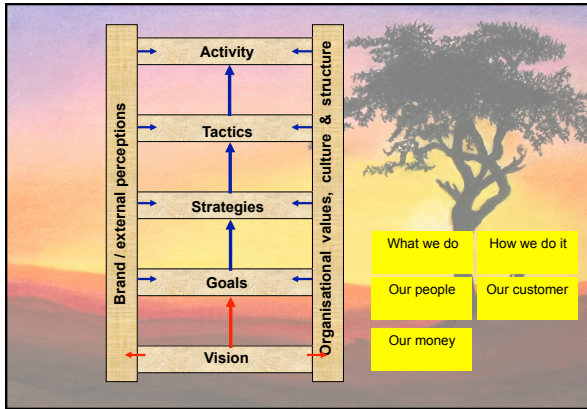 Brand / external perceptions
Activity
Tactics
Strategies
Goals
Vision
Organisational values, culture & structure
What we do
How we do it
Our people
Our customer
Our money